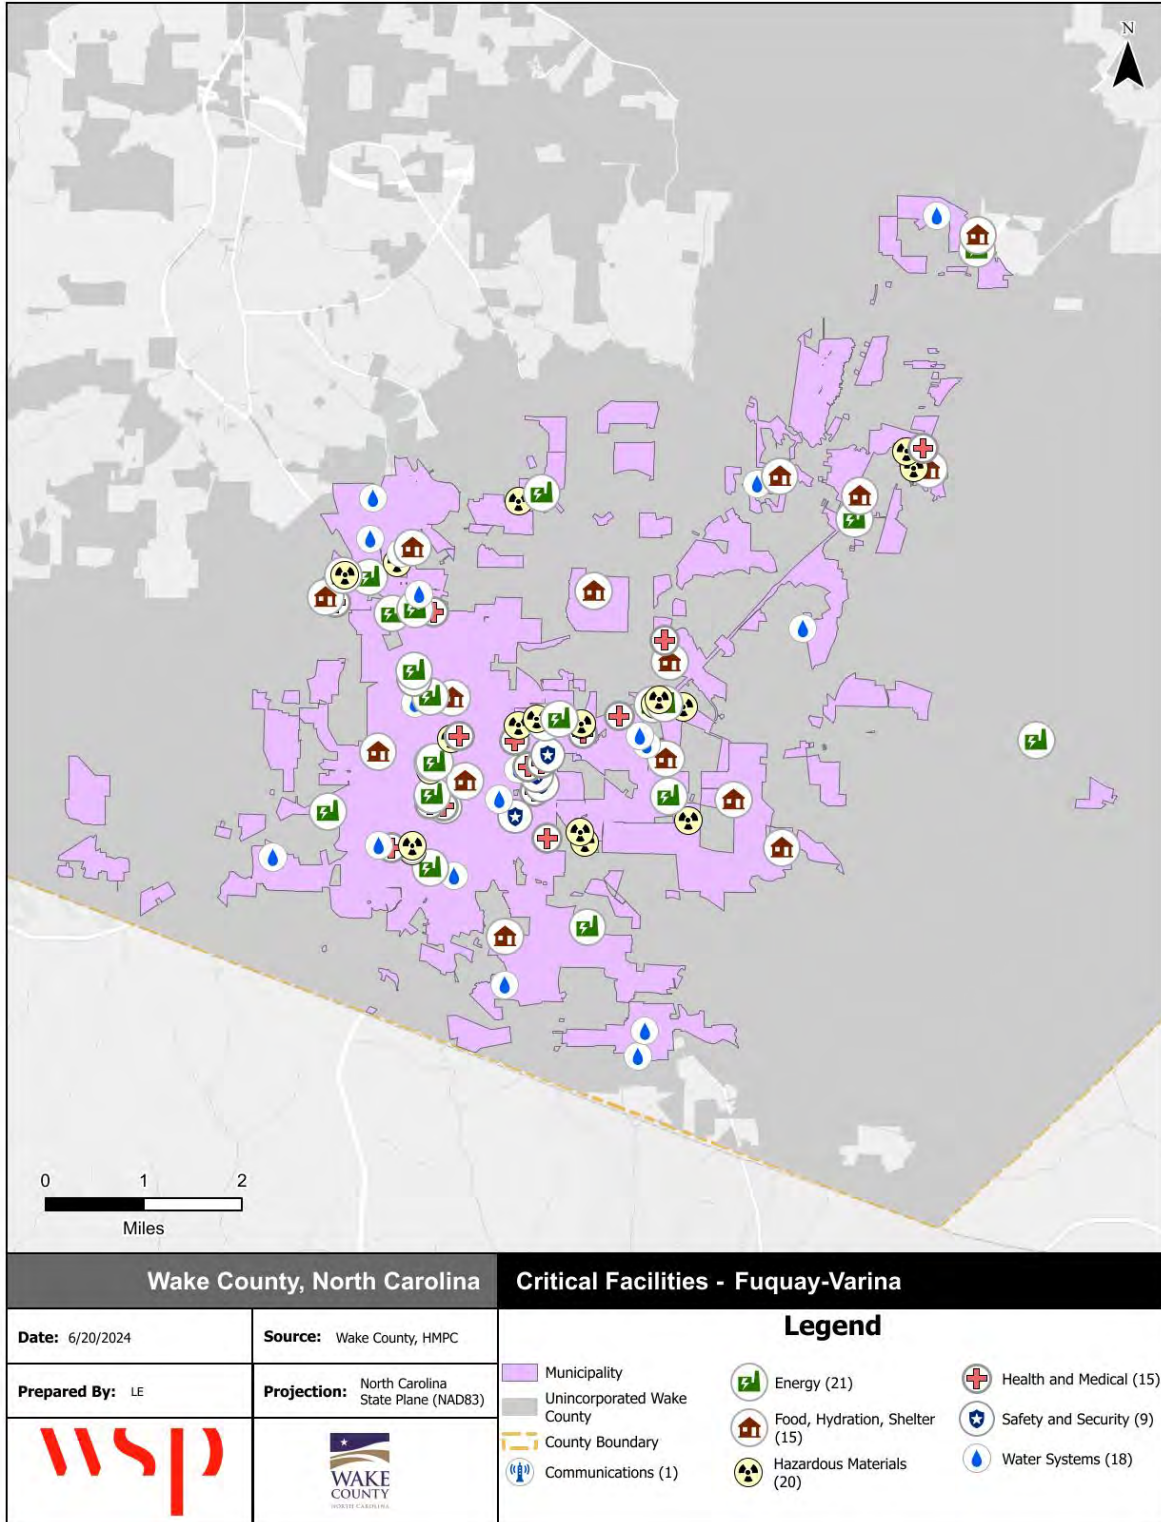 N
0 1 2
Miles
Wake County, North Carolina
Critical Facilities - Fuquay-Varina
Date: 6/20/2024
Source: Wake County, HMPC
Prepared By: LE
Projection: North Carolina
State Plane (NAD83)
wsp
WAKE
COUNTY
NORTH CAROLINA
Legend
Municipality
Unincorporated Wake
County
County Boundary
Communications (1)
Energy (21)
Food, Hydration, Shelter
(15)
Hazardous Materials
(20)
Health and Medical (15)
Safety and Security (9)
Water Systems (18)